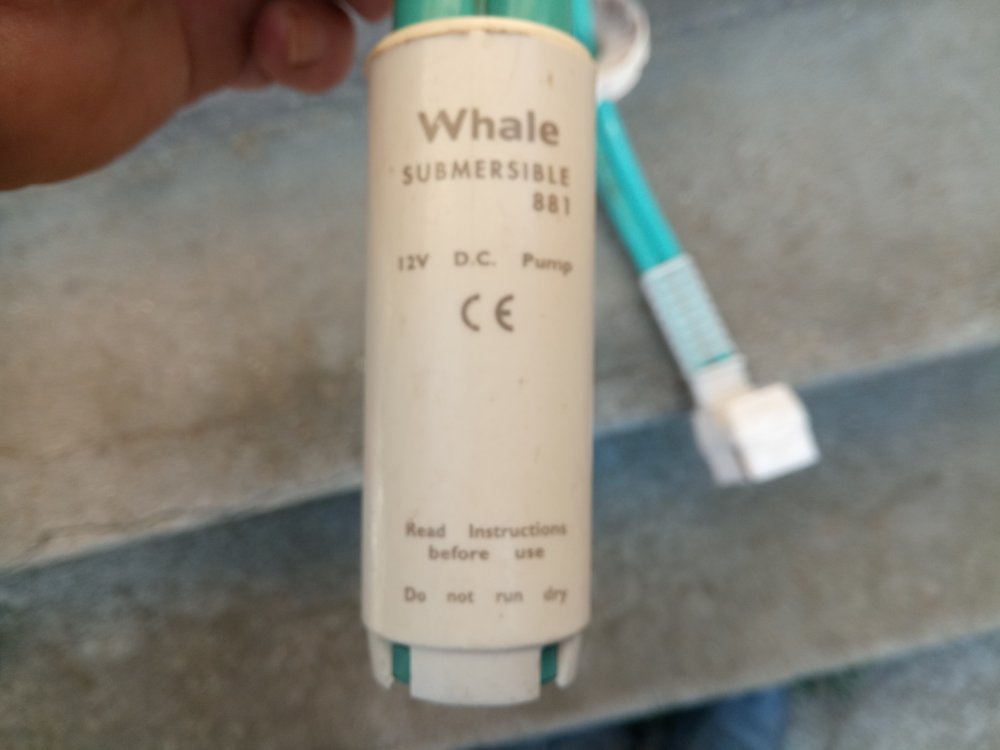 Whale
SUBMERSIBLE
881
12V D.C. Pump
CE
Read Instructions
before use
Do not run dry